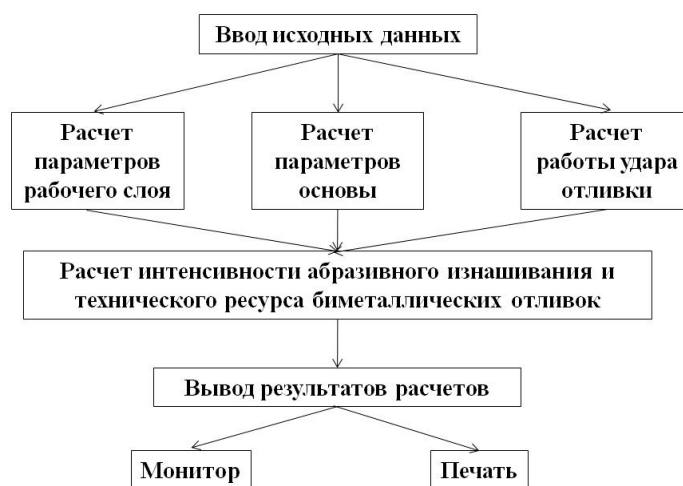 Ввод исходных данных
Расчет
параметров
рабочего слоя
Расчет
параметров
основы
Расчет
работы удара
отливки
Расчет интенсивности абразивного изнашивания и
технического ресурса биметаллических отливок
Вывод результатов расчетов
Монитор
Печать